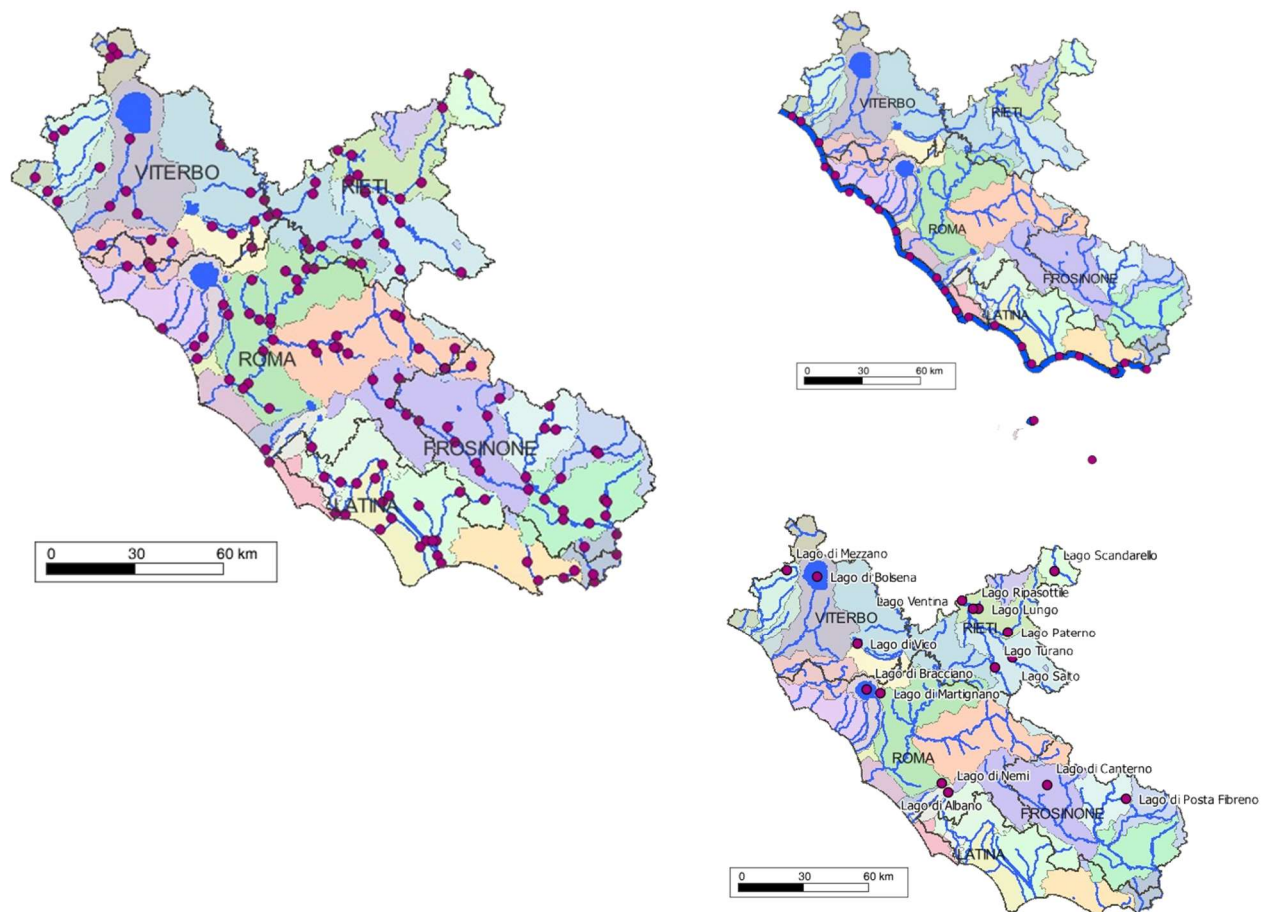 VITERBO
RIETI
ROMA
FROSINONE
LATINA
0 30 60 km
VITERBO
RIETI
ROMA
FROSINONE
LATINA
0 30 60 km
Lago di Mezzano
Lago Scandarello
Lago di Bolsena
Lago Ripasottile
Lago Ventina
Lago Lungo
VITERBO
RIETI
Lago Paterno
Lago di Vico
Lago Turano
Lago di Bracciano
Lago Salto
Lago di Martignano
ROMA
Lago di Nemi
Lago di Canterno
Lago di Albano
Lago di Posta Fibreno
FROSINONE
LATINA
0 30 60 km